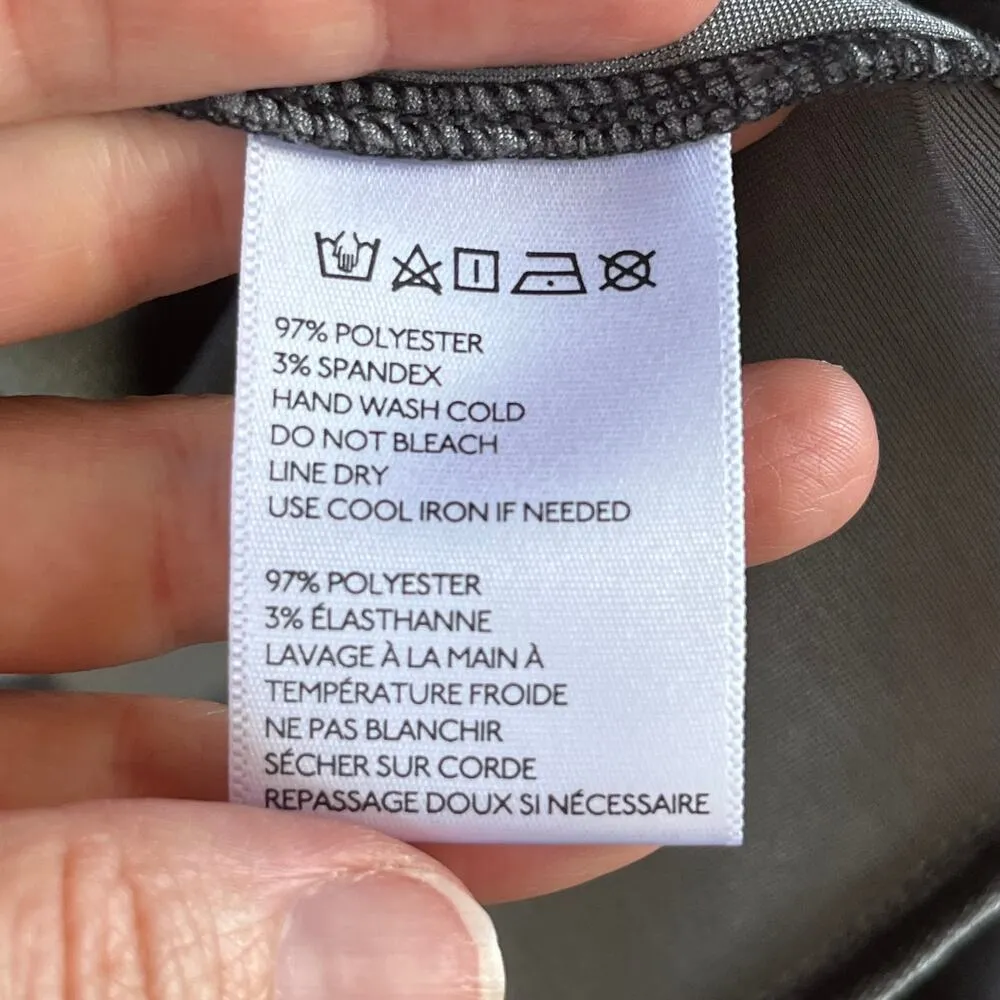 97% POLYESTER
3% SPANDEX
HAND WASH COLD
DO NOT BLEACH
LINE DRY
USE COOL IRON IF NEEDED
97% POLYESTER
3% ÉLASTHANNE
LAVAGE À LA MAIN À
TEMPÉRATURE FROIDE
NE PAS BLANCHIR
SÉCHER SUR CORDE
REPASSAGE DOUX SI NÉCESSAIRE